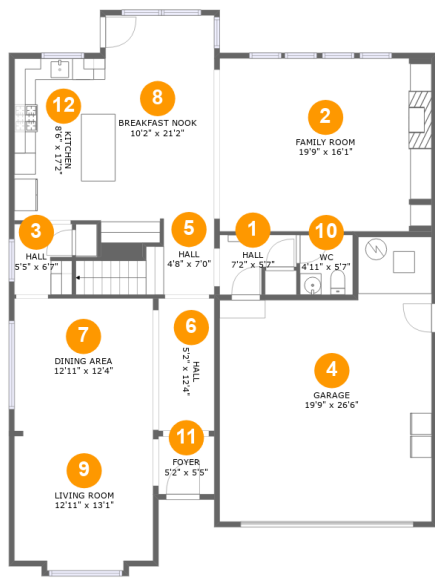 8
BREAKFAST NOOK
10'2" x 21'2"
12
KITCHEN
8'6" x 17'2"
2
FAMILY ROOM
19'9" x 16'1"
3
HALL
5'5" x 6'7"
5
HALL
4'8" x 7'0"
1
HALL
7'2" x 5'7"
10
WC
4'11" x 5'7"
7
DINING AREA
12'11" x 12'4"
6
HALL
5'2" x 12'4"
4
GARAGE
19'9" x 26'6"
11
FOYER
5'2" x 5'5"
9
LIVING ROOM
12'11" x 13'1"